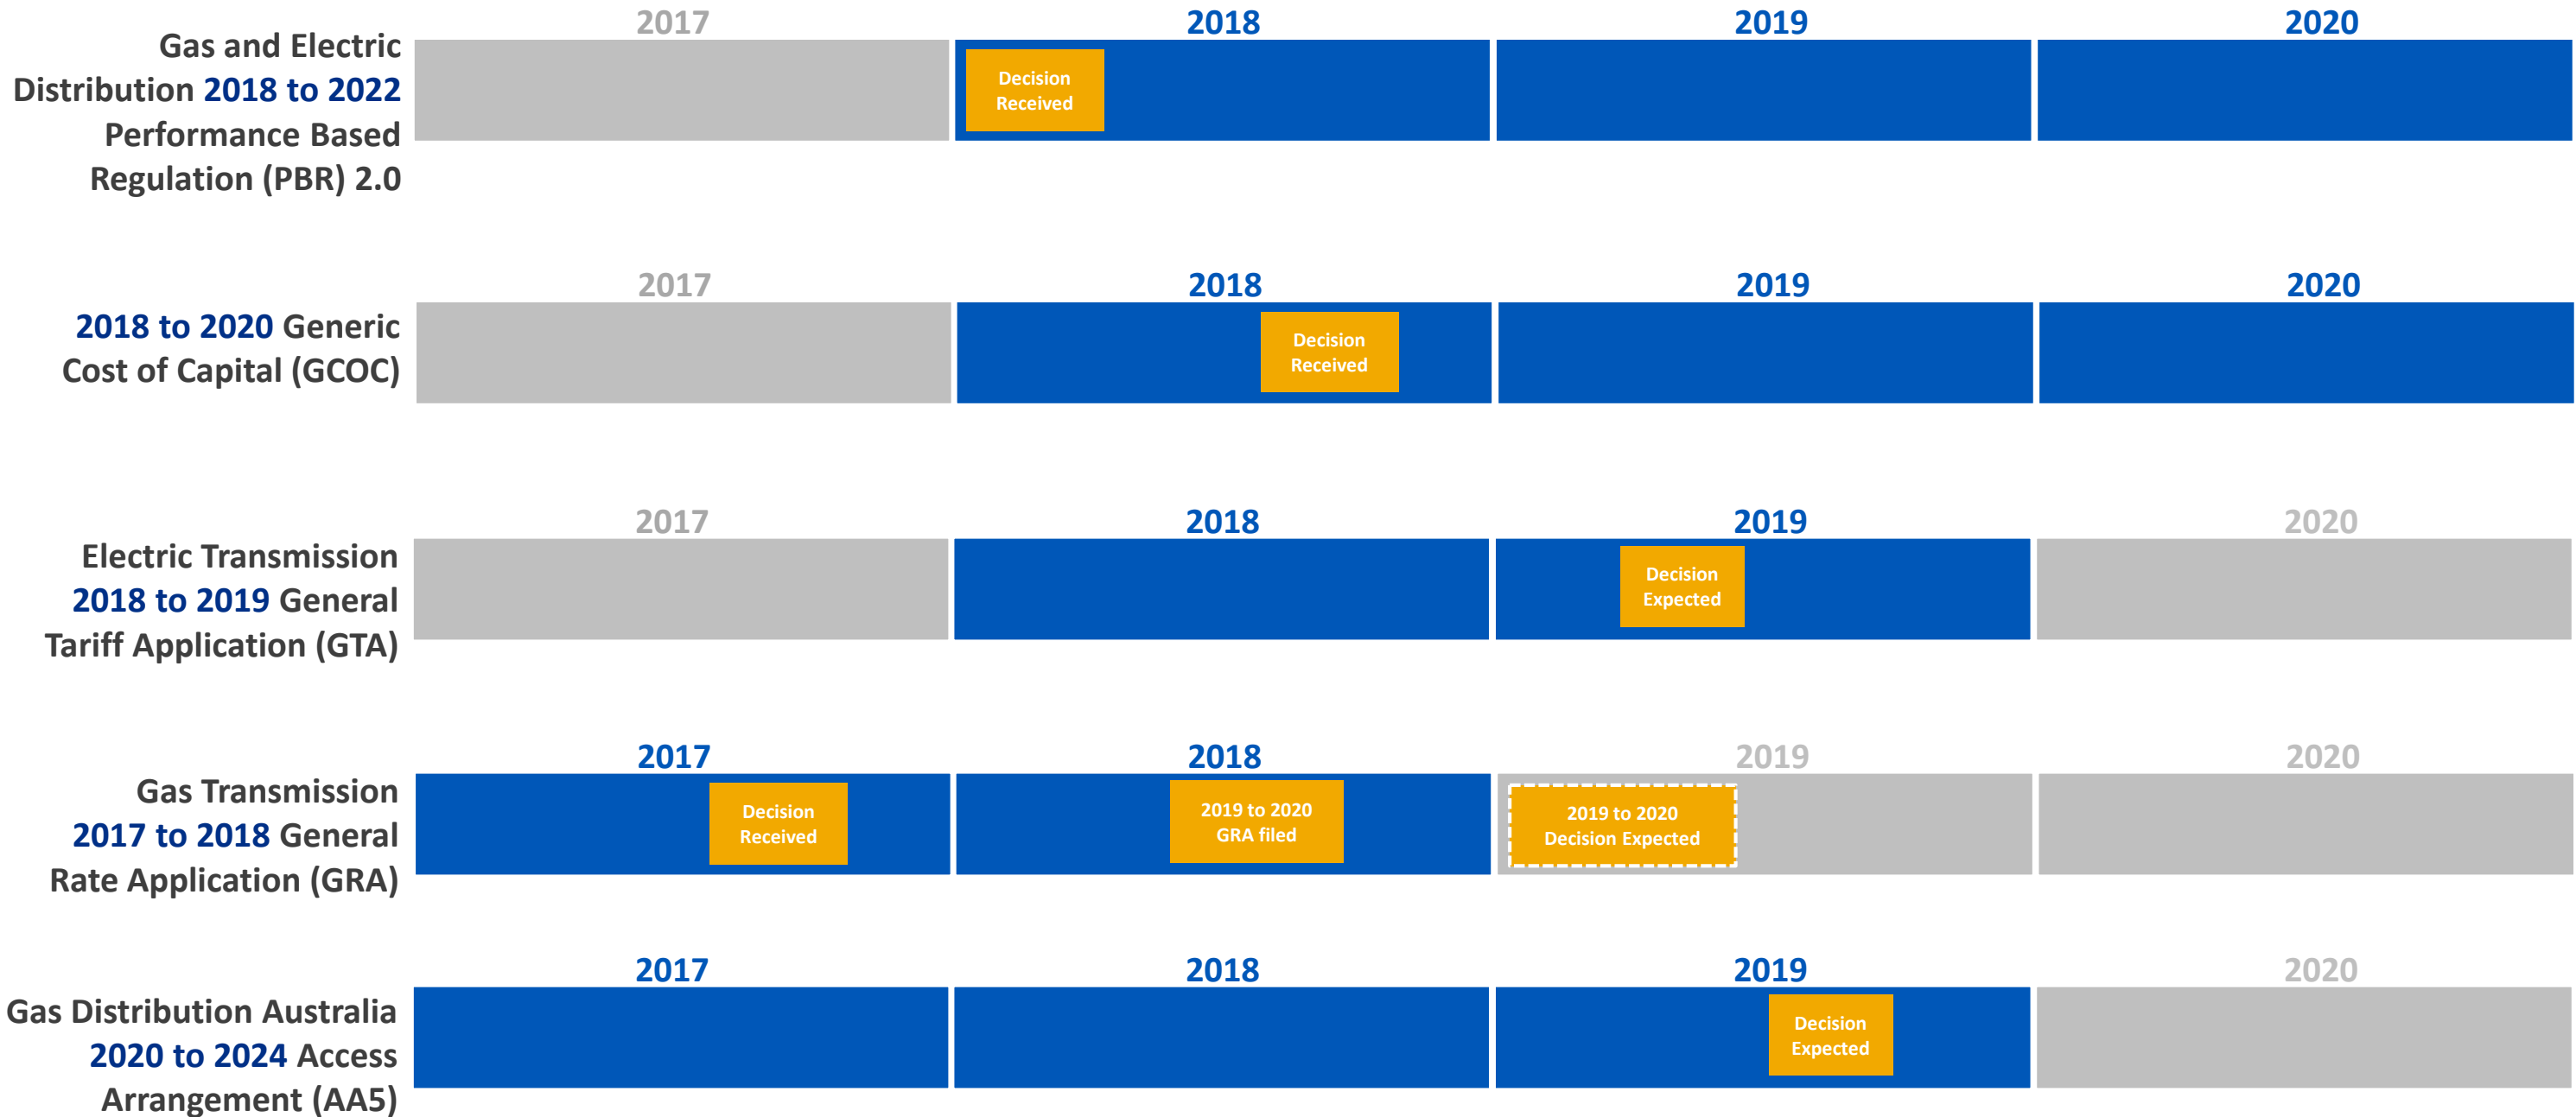 Gas and Electric
Distribution 2018 to 2022
Performance Based
Regulation (PBR) 2.0
2017
2018
2019
2020
Decision
Received
2018 to 2020 Generic
Cost of Capital (GCOC)
2017
2018
2019
2020
Decision
Received
Electric Transmission
2018 to 2019 General
Tariff Application (GTA)
2017
2018
2019
2020
Decision
Expected
Gas Transmission
2017 to 2018 General
Rate Application (GRA)
2017
2018
2019
2020
Decision
Received
2019 to 2020
GRA filed
2019 to 2020
Decision Expected
Gas Distribution Australia
2020 to 2024 Access
Arrangement (AA5)
2017
2018
2019
2020
Decision
Expected